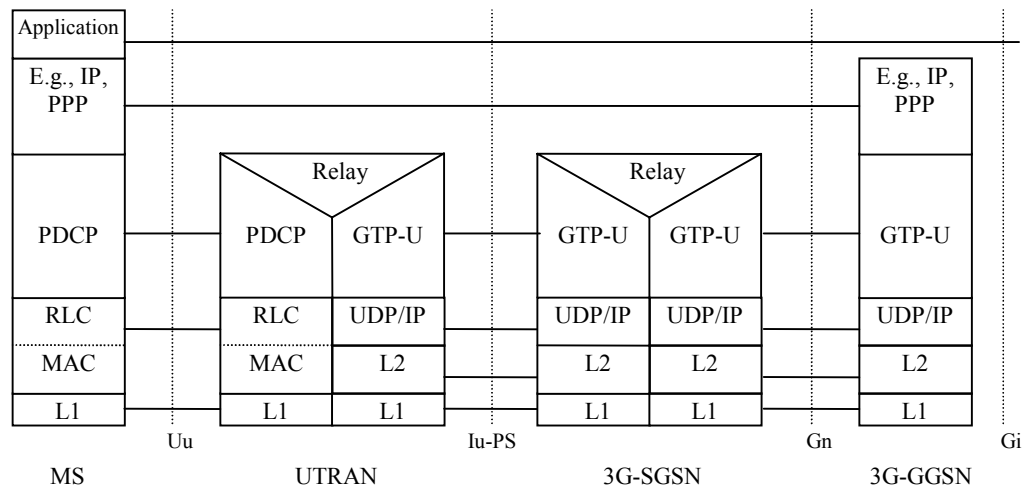 Application
E.g., IP,
PPP
E.g., IP,
PPP
Relay
Relay
PDCP
PDCP
GTP-U
GTP-U
GTP-U
GTP-U
RLC
RLC
UDP/IP
UDP/IP
UDP/IP
UDP/IP
MAC
MAC
L2
L2
L2
L2
L1
L1
L1
L1
L1
L1
Uu
Iu-PS
Gn
Gi
MS
UTRAN
3G-SGSN
3G-GGSN